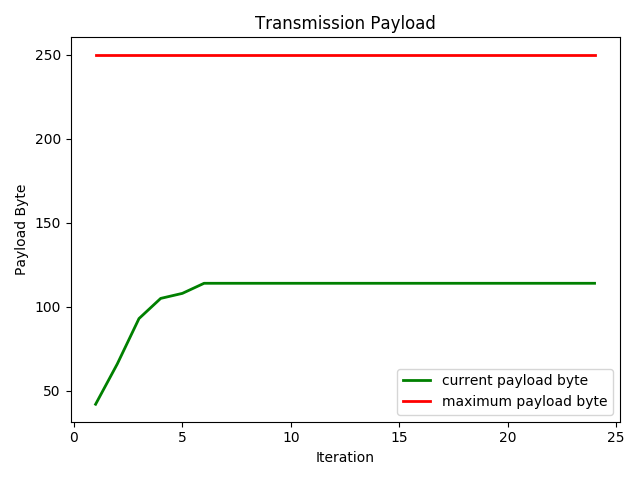 Transmission Payload
250
200
150
100
50
Payload Byte
0
5
10
15
20
25
Iteration
current payload byte
maximum payload byte